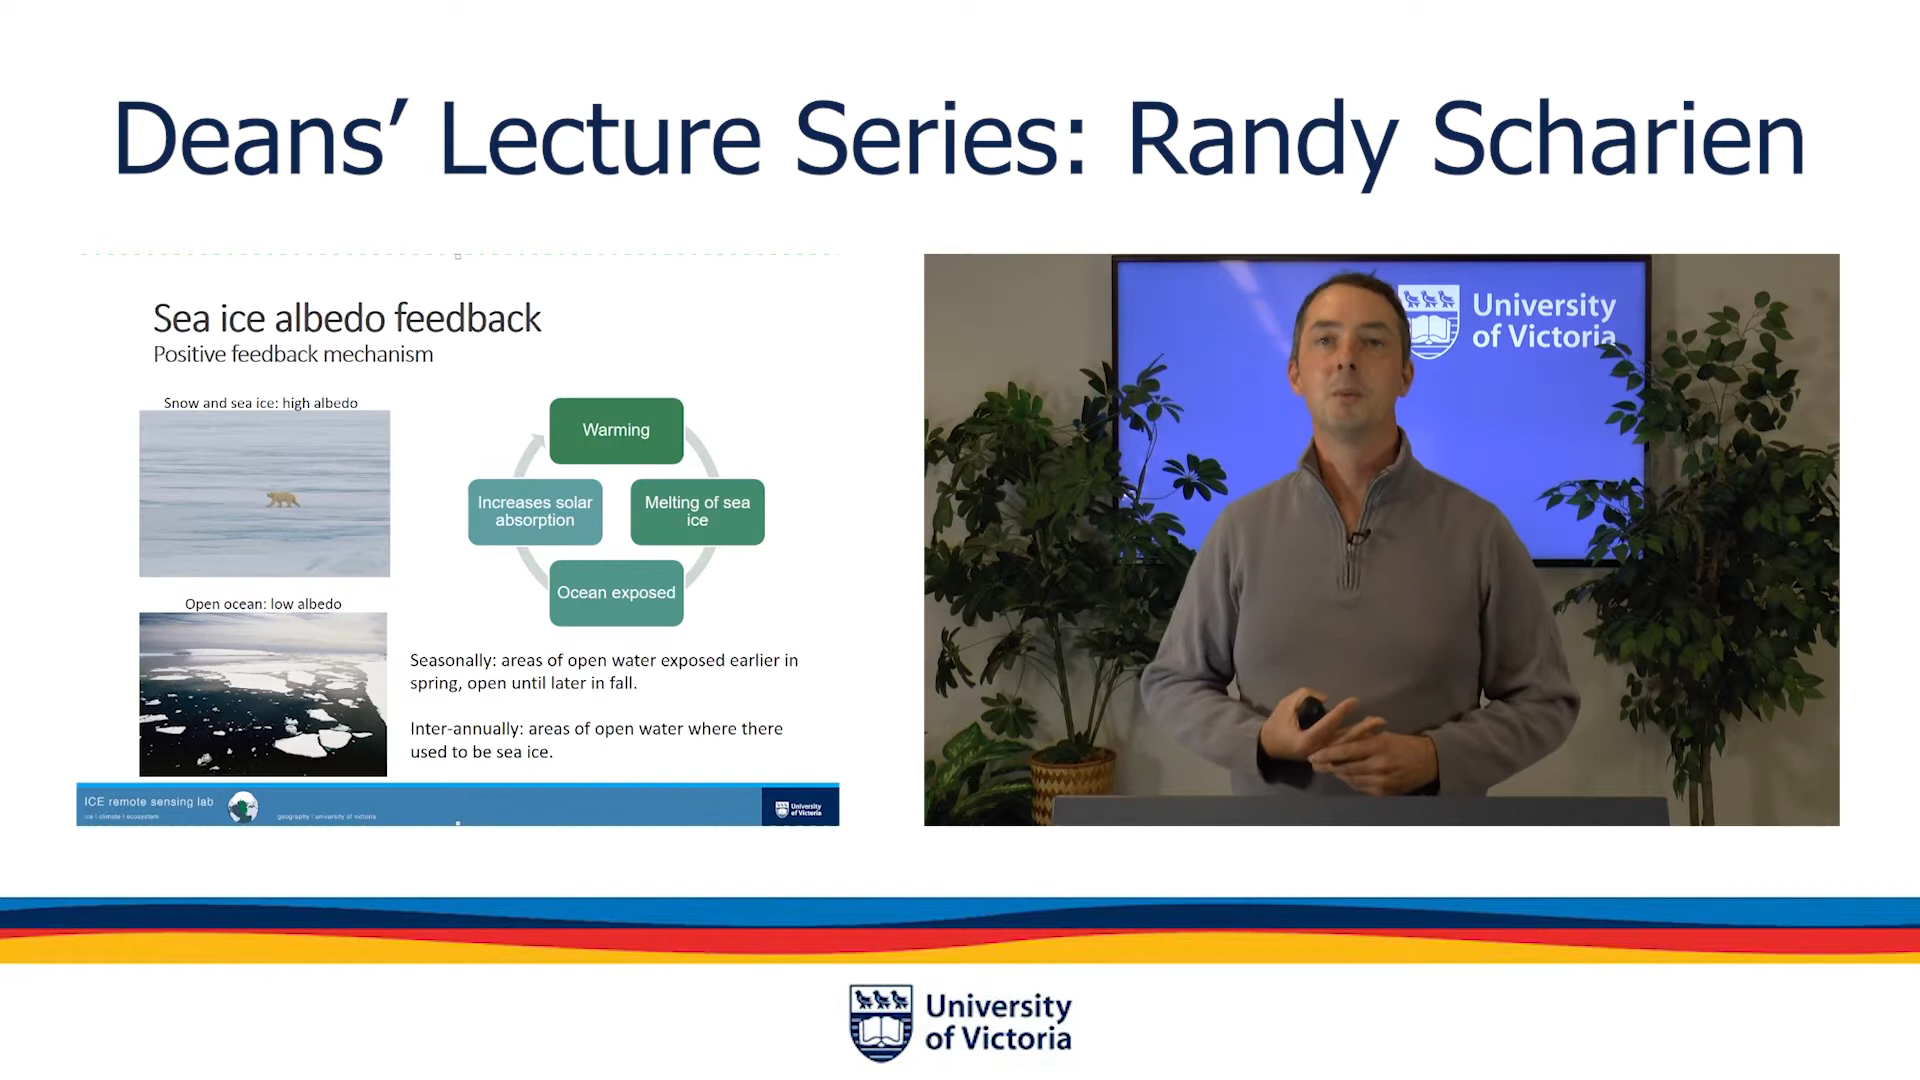 Deans’ Lecture Series: Randy Scharien
Sea ice albedo feedback
Positive feedback mechanism
Snow and sea ice: high albedo
Open ocean: low albedo
Warming
Increases solar
absorption
Melting of sea
ice
Ocean exposed
Seasonally: areas of open water exposed earlier in
spring, open until later in fall.
Inter-annually: areas of open water where there
used to be sea ice.
ICE remote sensing lab
ice | climate | ecosystem
geography | university of victoria
University
of Victoria
University
of Victoria
University
of Victoria